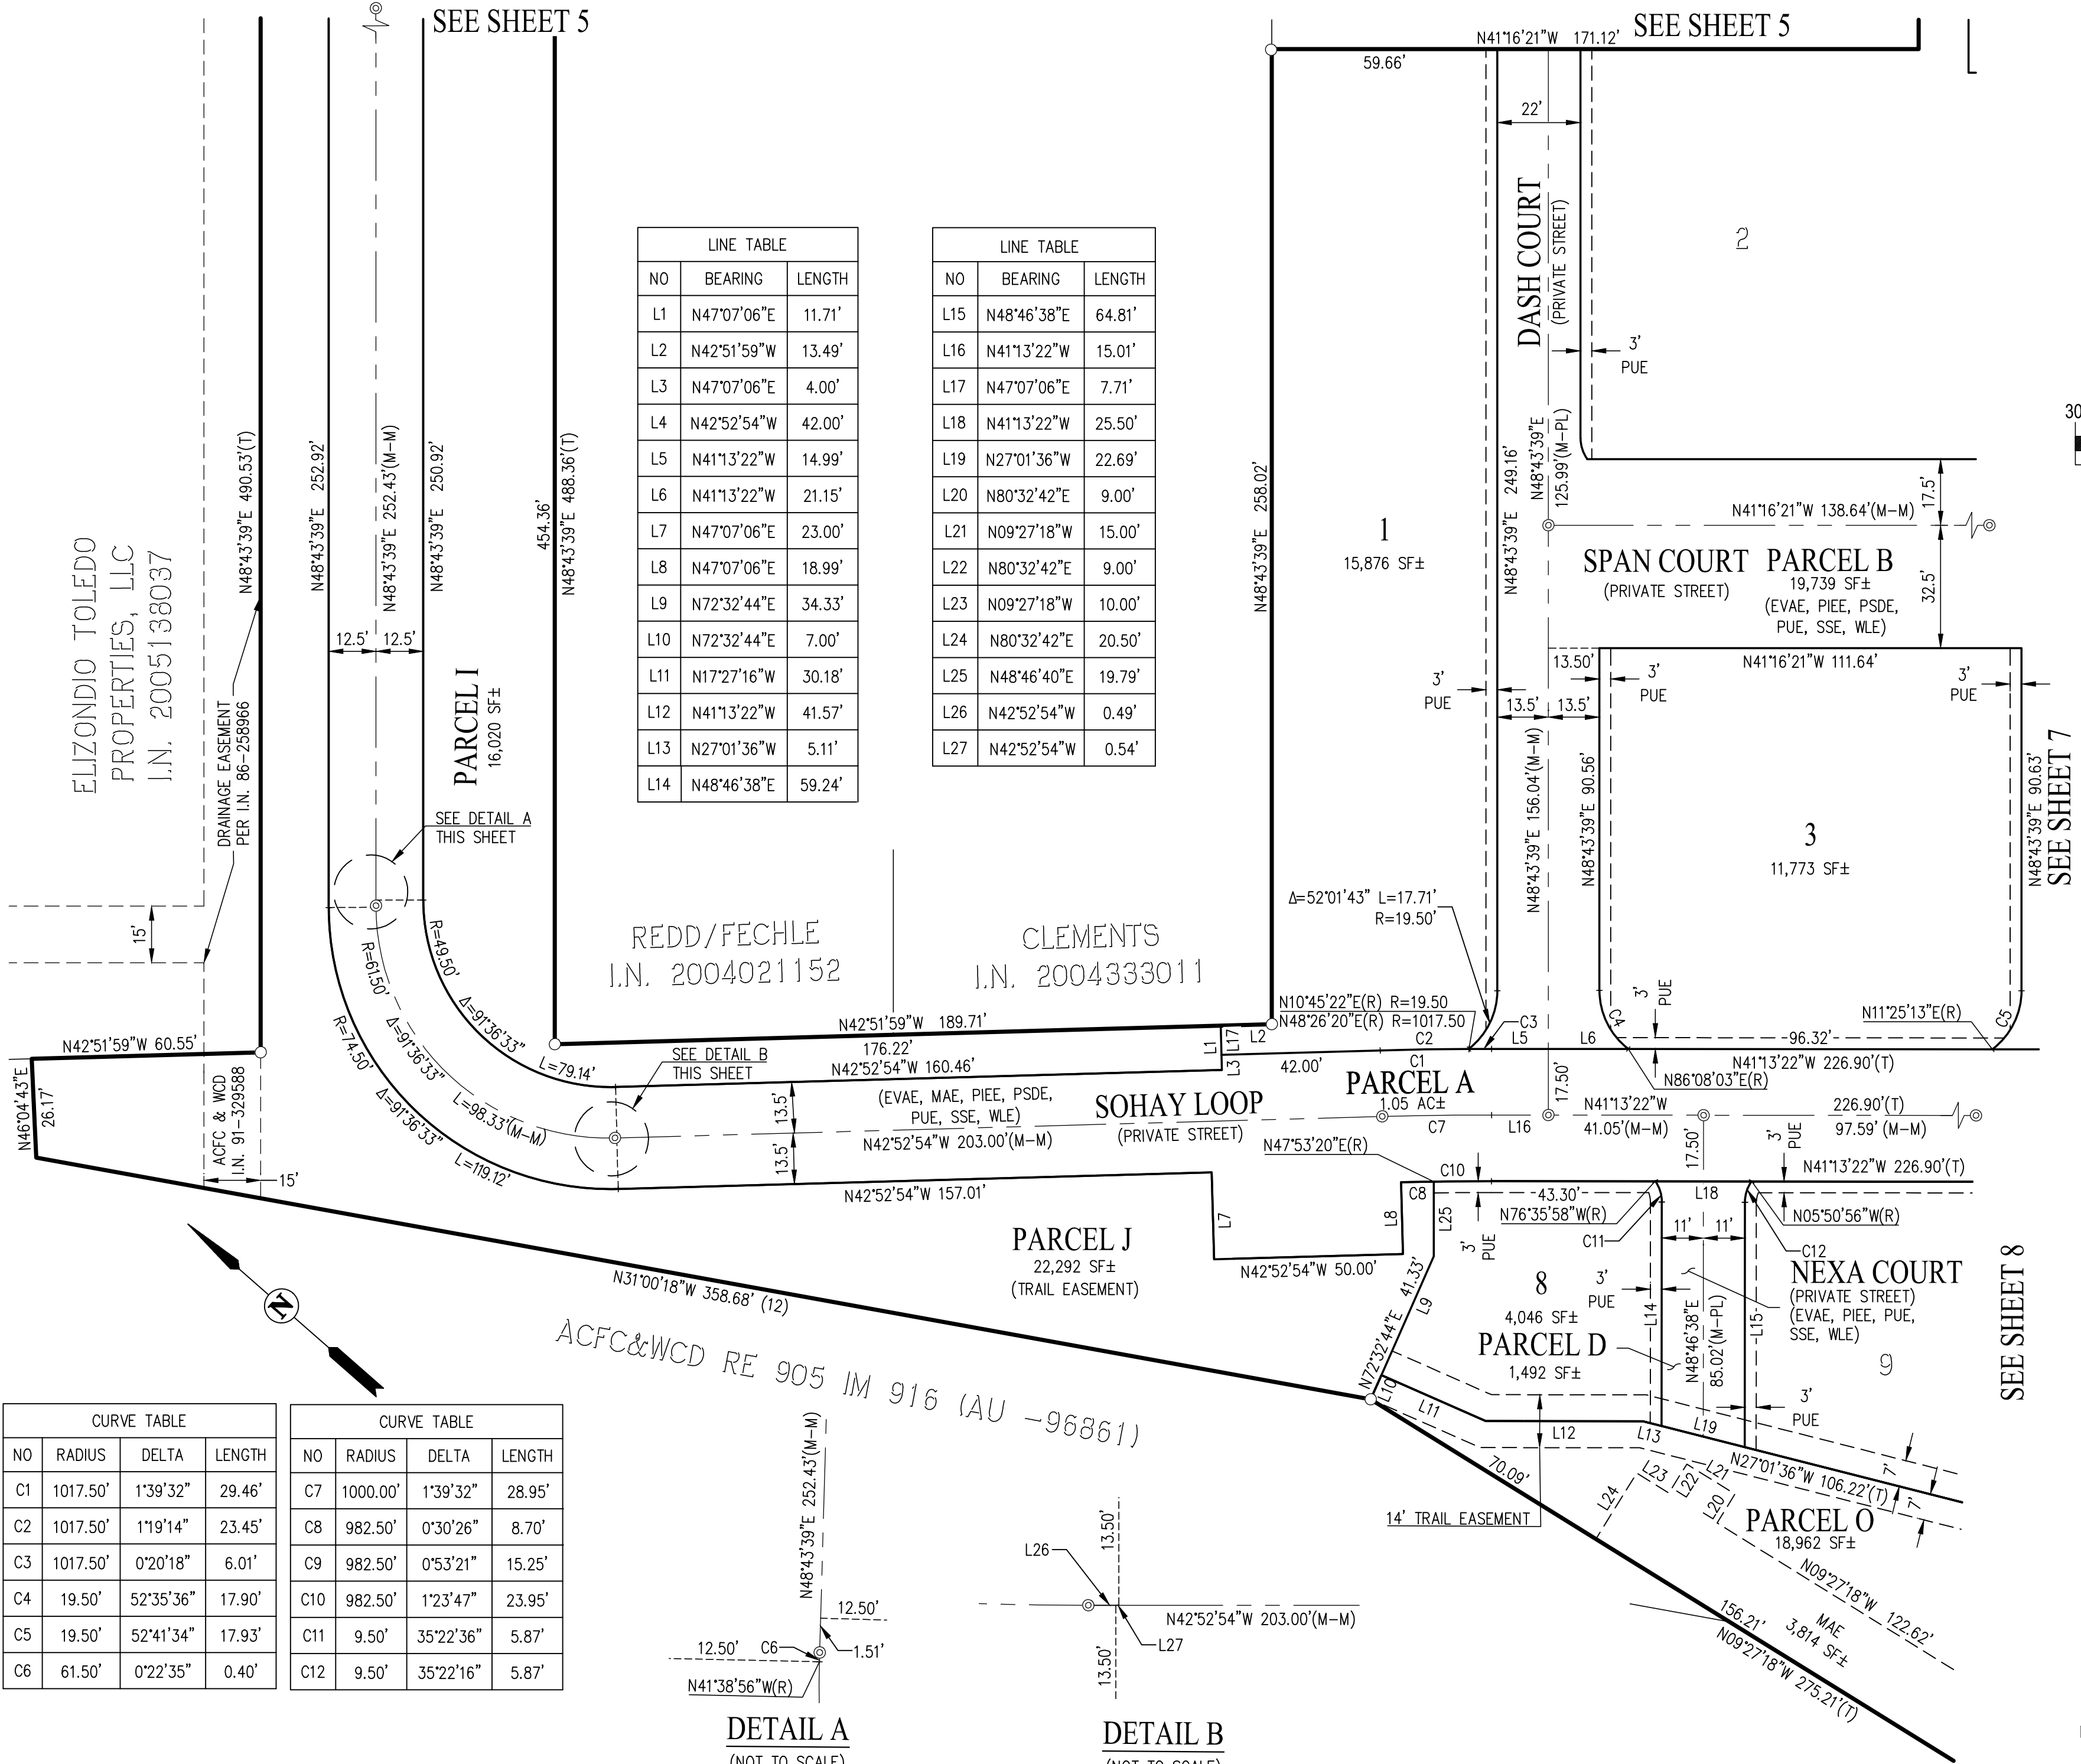 SEE SHEET 5
SEE SHEET 5
N41°16'21"W 171.12'
59.66'
22'
DASH COURT
(PRIVATE STREET)
2
3'
PUE
30
LINE TABLE
NO BEARING LENGTH
L1 N47°07'06"E 11.71'
L2 N42°51'59"W 13.49'
L3 N47°07'06"E 4.00'
L4 N42°52'54"W 42.00'
L5 N41°13'22"W 14.99'
L6 N41°13'22"W 21.15'
L7 N47°07'06"E 23.00'
L8 N47°07'06"E 18.99'
L9 N72°32'44"E 34.33'
L10 N72°32'44"E 7.00'
L11 N17°27'16"W 30.18'
L12 N41°13'22"W 41.57'
L13 N27°01'36"W 5.11'
L14 N48°46'38"E 59.24'
LINE TABLE
NO BEARING LENGTH
L15 N48°46'38"E 64.81'
L16 N41°13'22"W 15.01'
L17 N47°07'06"E 7.71'
L18 N41°13'22"W 25.50'
L19 N27°01'36"W 22.69'
L20 N80°32'42"E 9.00'
L21 N09°27'18"W 15.00'
L22 N80°32'42"E 9.00'
L23 N09°27'18"W 10.00'
L24 N80°32'42"E 20.50'
L25 N48°46'40"E 19.79'
L26 N42°52'54"W 0.49'
L27 N42°52'54"W 0.54'
ELIZONDIO TOLEDO
PROPERTIES, LLC
I.N. 2005138037
N48°43'39"E 490.53'(T)
N48°43'39"E 252.92'
N48°43'39"E 252.43'(M-M)
N48°43'39"E 250.92'
454.36'
N48°43'39"E 488.36'(T)
12.5'
12.5'
PARCEL I
16,020 SF±
DRAINAGE EASEMENT
PER I.N. 86-258966
SEE DETAIL A
THIS SHEET
15'
N48°43'39"E 258.02'
1
15,876 SF±
N48°43'39"E 249.16'
N48°43'39"E
125.99'(M-PL)
N41°16'21"W 138.64'(M-M)
17.5'
32.5'
SPAN COURT
(PRIVATE STREET)
PARCEL B
19,739 SF±
(EVAE, PIEE, PSDE,
PUE, SSE, WLE)
13.50'
N41°16'21"W 111.64'
3'
PUE
3'
PUE
3'
PUE
13.5'
13.5'
N48°43'39"E 156.04'(M-M)
N48°43'39"E 90.56'
3
11,773 SF±
N48°43'39"E 90.63'
SEE SHEET 7
REDD/FECHLE
I.N. 2004021152
CLEMENTS
I.N. 2004333011
Δ=52°01'43" L=17.71'
R=19.50'
N10°45'22"E(R) R=19.50
N48°26'20"E(R) R=1017.50
3'
PUE
N11°25'13"E(R)
C4
C5
C3
C2
L5
L6
96.32'
N41°13'22"W 226.90'(T)
N86°08'03"E(R)
R=49.50'
Δ=91°36'33"
L=79.14'
R=61.50'
Δ=91°36'33"
L=98.33'(M-M)
R=74.50'
Δ=91°36'33"
L=119.12'
N42°51'59"W 189.71'
176.22'
N42°52'54"W 160.46'
L1
L17
L2
L3
42.00'
C1
SEE DETAIL B
THIS SHEET
N42°51'59"W 60.55'
N46°04'43"E
26.17'
ACFC & WCD
I.N. 91-329588
15'
13.5'
13.5'
(EVAE, MAE, PIEE, PSDE,
PUE, SSE, WLE)
SOHAY LOOP
(PRIVATE STREET)
N42°52'54"W 203.00'(M-M)
PARCEL A
1.05 AC±
17.50'
C7
L16
N41°13'22"W
41.05'(M-M)
226.90'(T)
97.59' (M-M)
17.50'
3'
PUE
N47°53'20"E(R)
C10
N41°13'22"W 226.90'(T)
N42°52'54"W 157.01'
L7
L8
C8
L25
3'
PUE
43.30'
L18
N76°35'58"W(R)
N05°50'56"W(R)
C11
11'
11'
C12
PARCEL J
22,292 SF±
(TRAIL EASEMENT)
N42°52'54"W 50.00'
N72°32'44"E 41.33'
L9
L10
8
4,046 SF±
3'
PUE
PARCEL D
1,492 SF±
L14
N48°46'38"E
85.02'(M-PL)
L15
NEXA COURT
(PRIVATE STREET)
(EVAE, PIEE, PUE,
SSE, WLE)
9
3'
PUE
SEE SHEET 8
N31°00'18"W 358.68' (12)
ACFC&WCD RE 905 IM 916 (AU -96861)
N
L11
L12
L13
L19
70.09'
14' TRAIL EASEMENT
L24
L23
L22
L21
L20
N27°01'36"W 106.22'(T)
7'
7'
PARCEL O
18,962 SF±
N09°27'18"W 122.62'
MAE
3,814 SF±
156.21'
N09°27'18"W 275.21'(T)
CURVE TABLE
NO RADIUS DELTA LENGTH
C1 1017.50' 1°39'32" 29.46'
C2 1017.50' 1°19'14" 23.45'
C3 1017.50' 0°20'18" 6.01'
C4 19.50' 52°35'36" 17.90'
C5 19.50' 52°41'34" 17.93'
C6 61.50' 0°22'35" 0.40'
CURVE TABLE
NO RADIUS DELTA LENGTH
C7 1000.00' 1°39'32" 28.95'
C8 982.50' 0°30'26" 8.70'
C9 982.50' 0°53'21" 15.25'
C10 982.50' 1°23'47" 23.95'
C11 9.50' 35°22'36" 5.87'
C12 9.50' 35°22'16" 5.87'
N48°43'39"E 252.43'(M-M)
12.50'
12.50'
C6
1.51'
N41°38'56"W(R)
DETAIL A
(NOT TO SCALE)
13.50'
L26
N42°52'54"W 203.00'(M-M)
L27
13.50'
DETAIL B
(NOT TO SCALE)